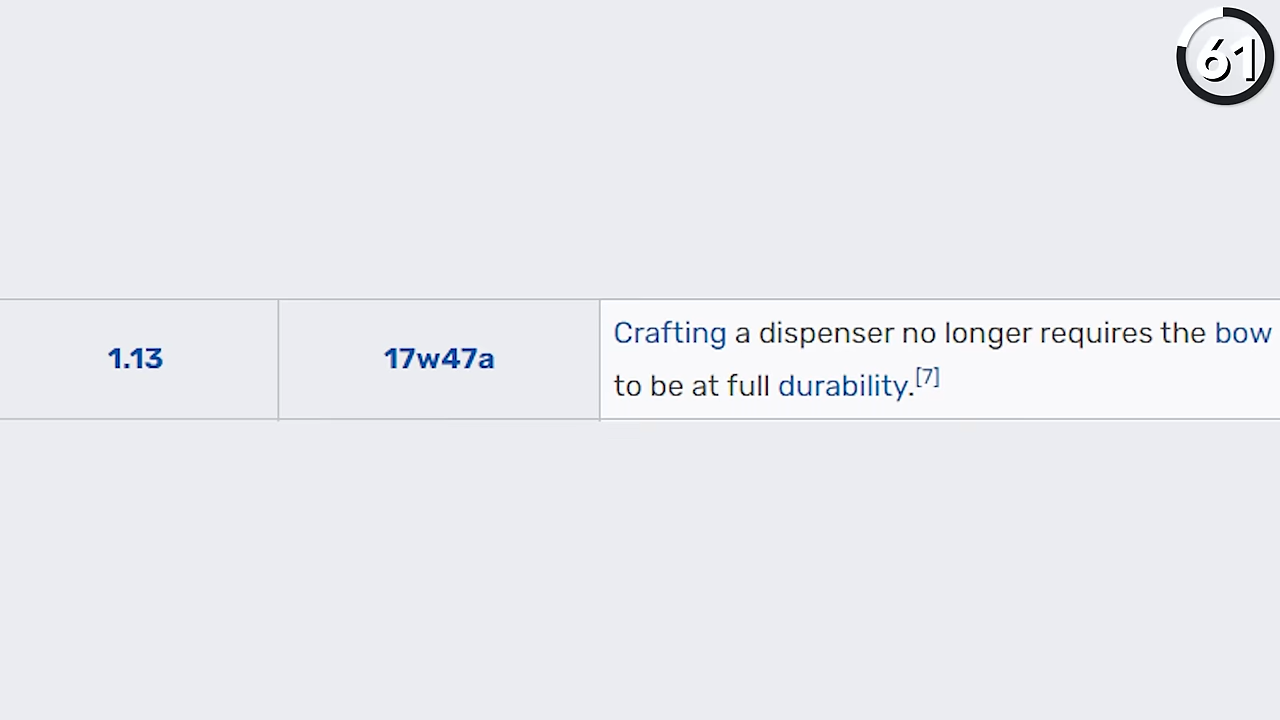 61
1.13
17w47a
Crafting a dispenser no longer requires the bow
to be at full durability.[7]